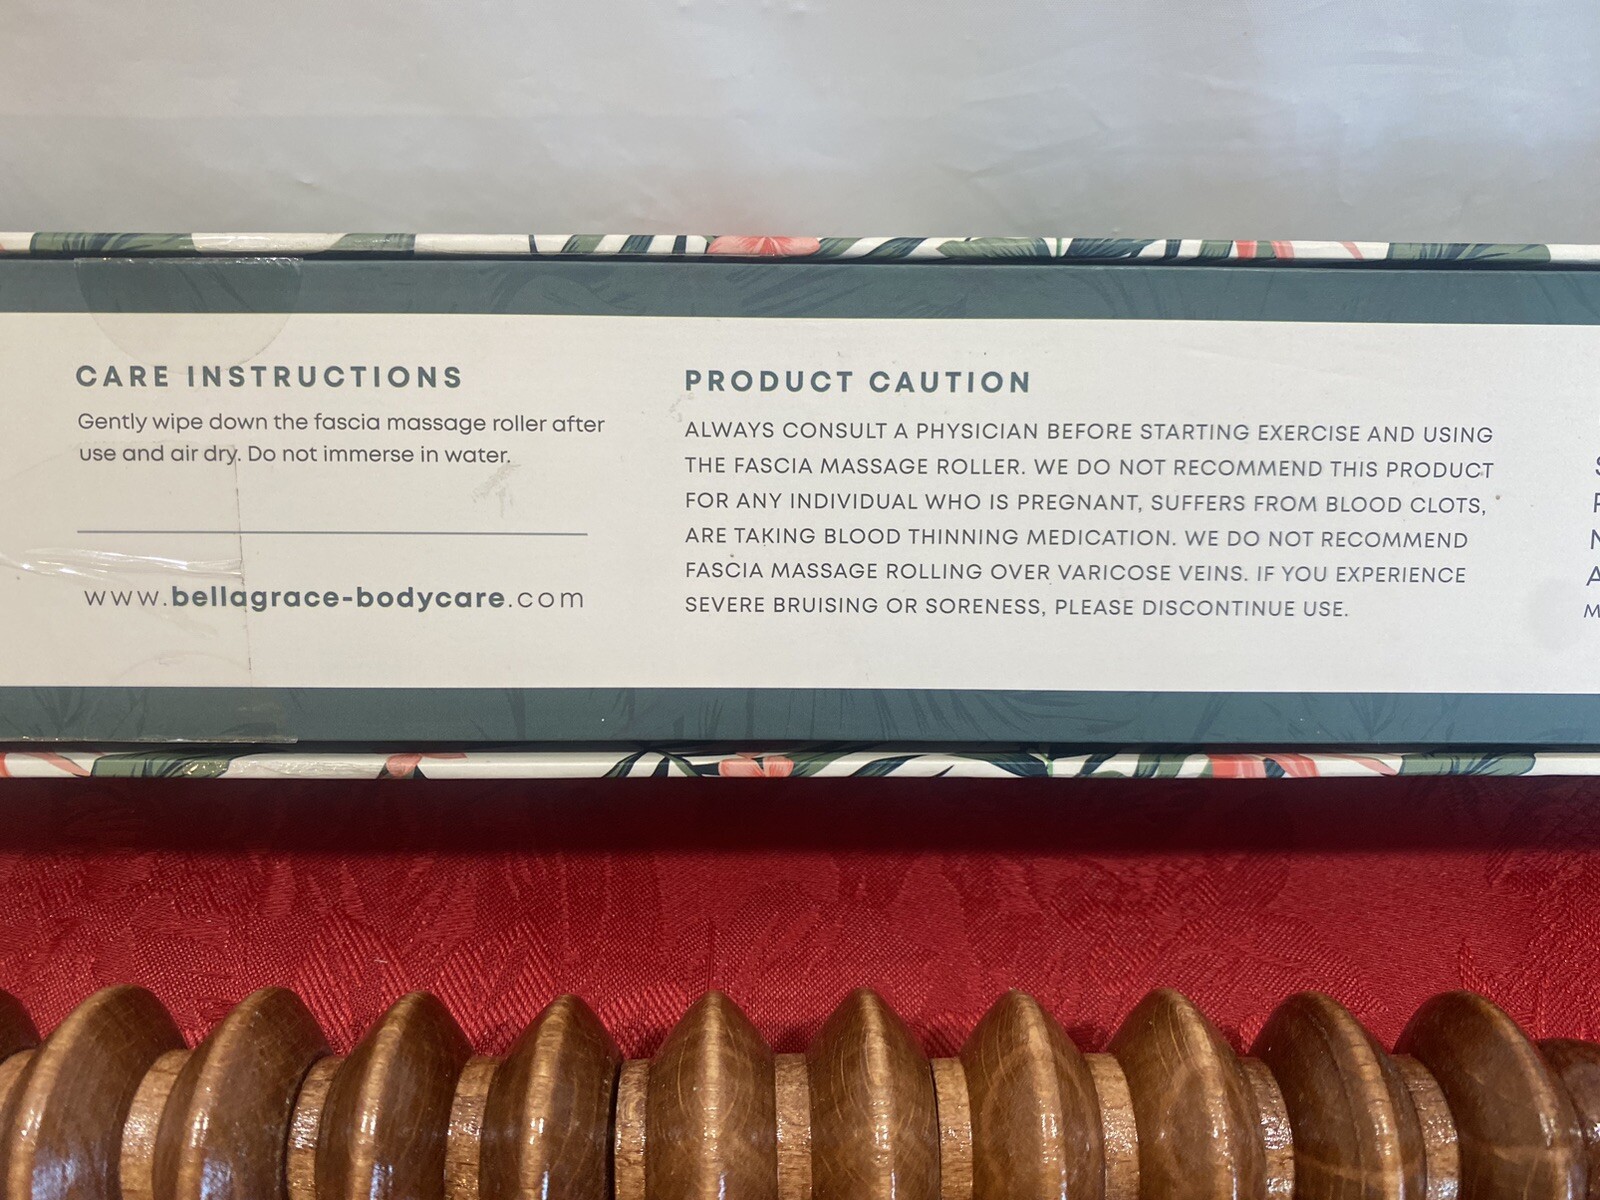 CARE INSTRUCTIONS
Gently wipe down the fascia massage roller after
use and air dry. Do not immerse in water.
www.bellagrace-bodycare.com
PRODUCT CAUTION
ALWAYS CONSULT A PHYSICIAN BEFORE STARTING EXERCISE AND USING
THE FASCIA MASSAGE ROLLER. WE DO NOT RECOMMEND THIS PRODUCT
FOR ANY INDIVIDUAL WHO IS PREGNANT, SUFFERS FROM BLOOD CLOTS,
ARE TAKING BLOOD THINNING MEDICATION. WE DO NOT RECOMMEND
FASCIA MASSAGE ROLLING OVER VARICOSE VEINS. IF YOU EXPERIENCE
SEVERE BRUISING OR SORENESS, PLEASE DISCONTINUE USE.